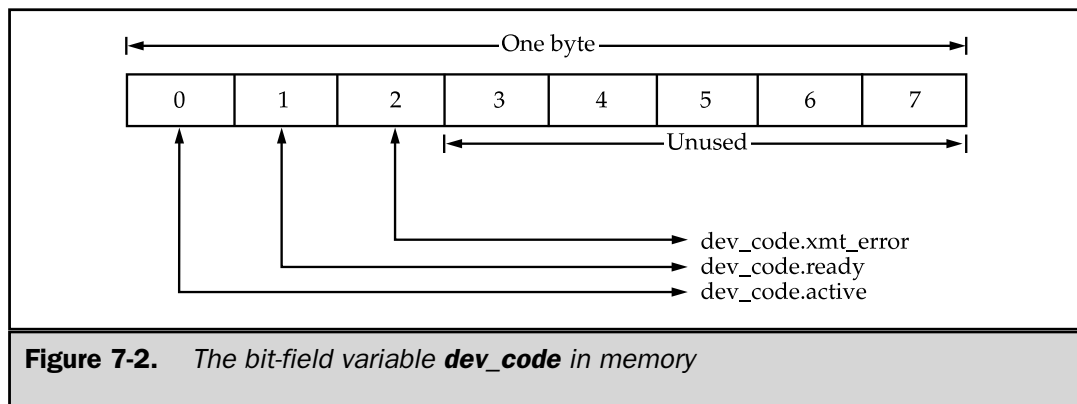 One byte
0 1 2 3 4 5 6 7
Unused
dev_code.xmt_error
dev_code.ready
dev_code.active
Figure 7-2. The bit-field variable dev_code in memory